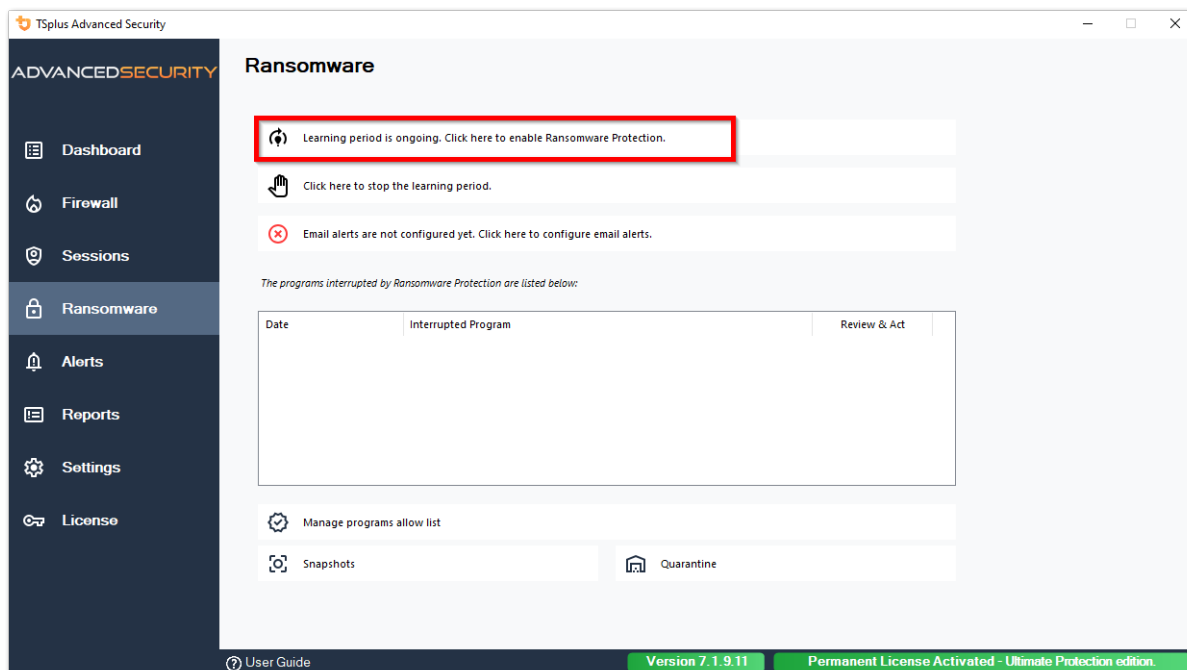 TSplus Advanced Security
ADVANCEDSECURITY
Dashboard
Firewall
Sessions
Ransomware
Alerts
Reports
Settings
License
Ransomware
Learning period is ongoing. Click here to enable Ransomware Protection.
Click here to stop the learning period.
Email alerts are not configured yet. Click here to configure email alerts.
The programs interrupted by Ransomware Protection are listed below:
Date Interrupted Program Review & Act
Manage programs allow list
Snapshots Quarantine
User Guide Version 7.1.9.11 Permanent License Activated - Ultimate Protection edition.